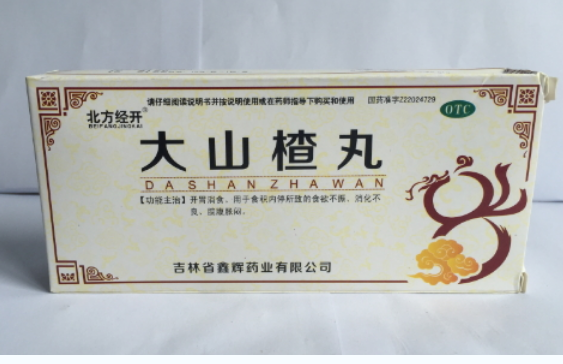 请仔细阅读说明书并按说明使用或在药师指导下购买和使用
国药准字Z22024729
OTC
北方经开
BEIFANGJINGKAI
大山楂丸
DASHANZHAWAN
【功能主治】开胃消食。用于食积内停所致的食欲不振，消化不
良，脘腹胀闷。
吉林省鑫辉药业有限公司